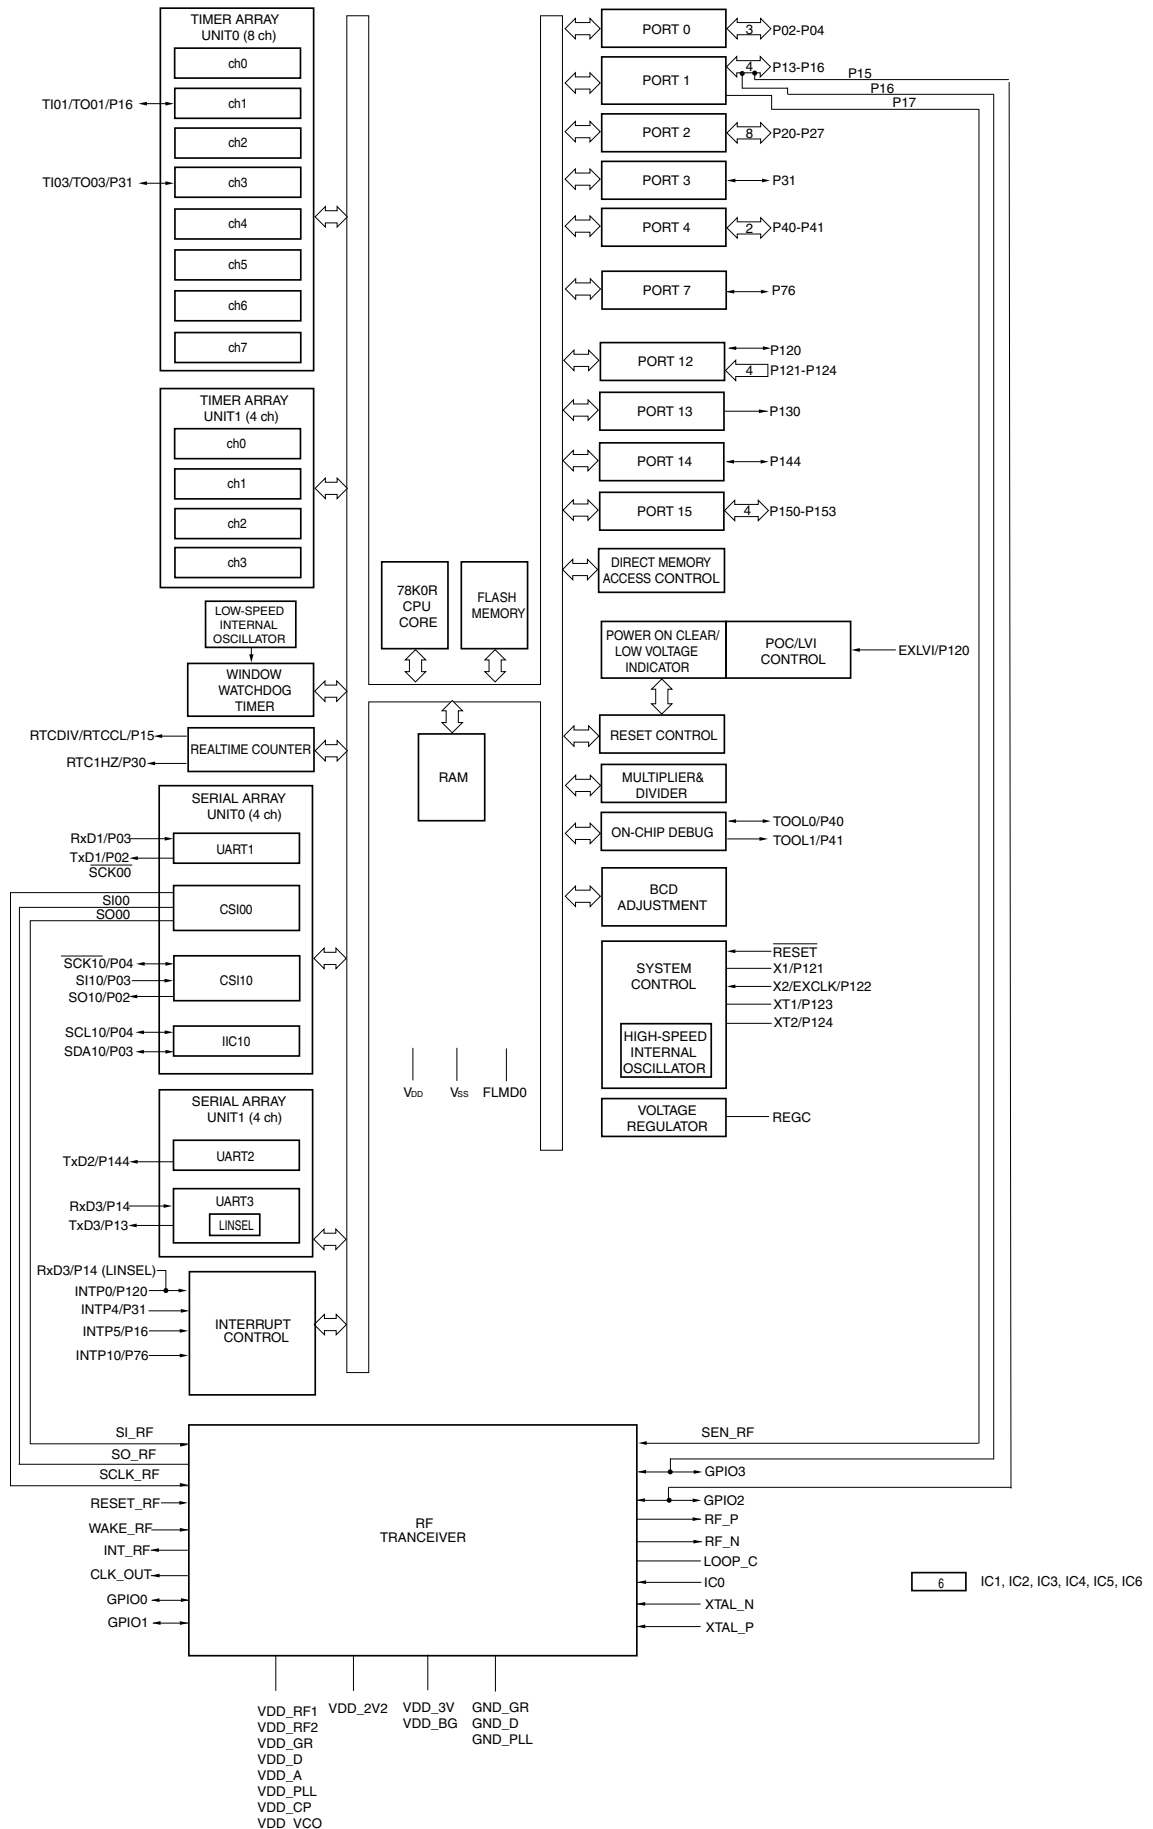 TIMER ARRAY
UNIT0 (8 ch)
ch0
TI01/TO01/P16
ch1
ch2
TI03/TO03/P31
ch3
ch4
ch5
ch6
ch7
TIMER ARRAY
UNIT1 (4 ch)
ch0
ch1
ch2
ch3
LOW-SPEED
INTERNAL
OSCILLATOR
WINDOW
WATCHDOG
TIMER
RTCDIV/RTCCL/P15
RTC1HZ/P30
REALTIME COUNTER
SERIAL ARRAY
UNIT0 (4 ch)
RxD1/P03
TxD1/P02
UART1
SCK00
SI00
SO00
CSI00
SCK10/P04
SI10/P03
SO10/P02
CSI10
SCL10/P04
SDA10/P03
IIC10
SERIAL ARRAY
UNIT1 (4 ch)
TxD2/P144
UART2
RxD3/P14
TxD3/P13
UART3
LINSEL
RxD3/P14 (LINSEL)
INTP0/P120
INTP4/P31
INTP5/P16
INTP10/P76
INTERRUPT
CONTROL
78K0R
CPU
CORE
FLASH
MEMORY
RAM
VDD
VSS
FLMD0
PORT 0
3
P02-P04
PORT 1
4
P13-P16
P15
P16
P17
PORT 2
8
P20-P27
PORT 3
P31
PORT 4
2
P40-P41
PORT 7
P76
PORT 12
P120
4
P121-P124
PORT 13
P130
PORT 14
P144
PORT 15
4
P150-P153
DIRECT MEMORY
ACCESS CONTROL
POWER ON CLEAR/
LOW VOLTAGE
INDICATOR
POC/LVI
CONTROL
EXLVI/P120
RESET CONTROL
MULTIPLIER&
DIVIDER
ON-CHIP DEBUG
TOOL0/P40
TOOL1/P41
BCD
ADJUSTMENT
SYSTEM
CONTROL
HIGH-SPEED
INTERNAL
OSCILLATOR
RESET
X1/P121
X2/EXCLK/P122
XT1/P123
XT2/P124
VOLTAGE
REGULATOR
REGC
SI_RF
SO_RF
SCLK_RF
RESET_RF
WAKE_RF
INT_RF
CLK_OUT
GPIO0
GPIO1
RF
TRANCEIVER
SEN_RF
GPIO3
GPIO2
RF_P
RF_N
LOOP_C
IC0
XTAL_N
XTAL_P
6
IC1, IC2, IC3, IC4, IC5, IC6
VDD_RF1
VDD_RF2
VDD_GR
VDD_D
VDD_A
VDD_PLL
VDD_CP
VDD_VCO
VDD_2V2
VDD_3V
VDD_BG
GND_GR
GND_D
GND_PLL